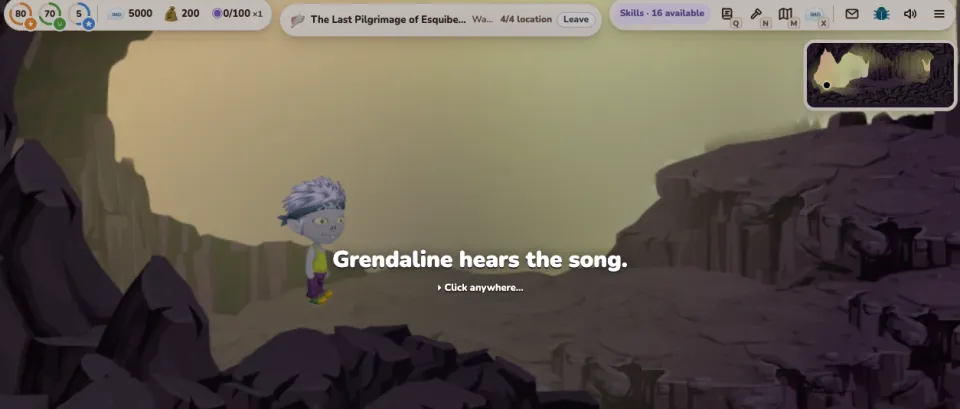 80 70 5 5000 200 0/100 ×1
The Last Pilgrimage of Esquibe... Wa... 4/4 location Leave
Skills · 16 available Q N M X
Grendaline hears the song.
Click anywhere...